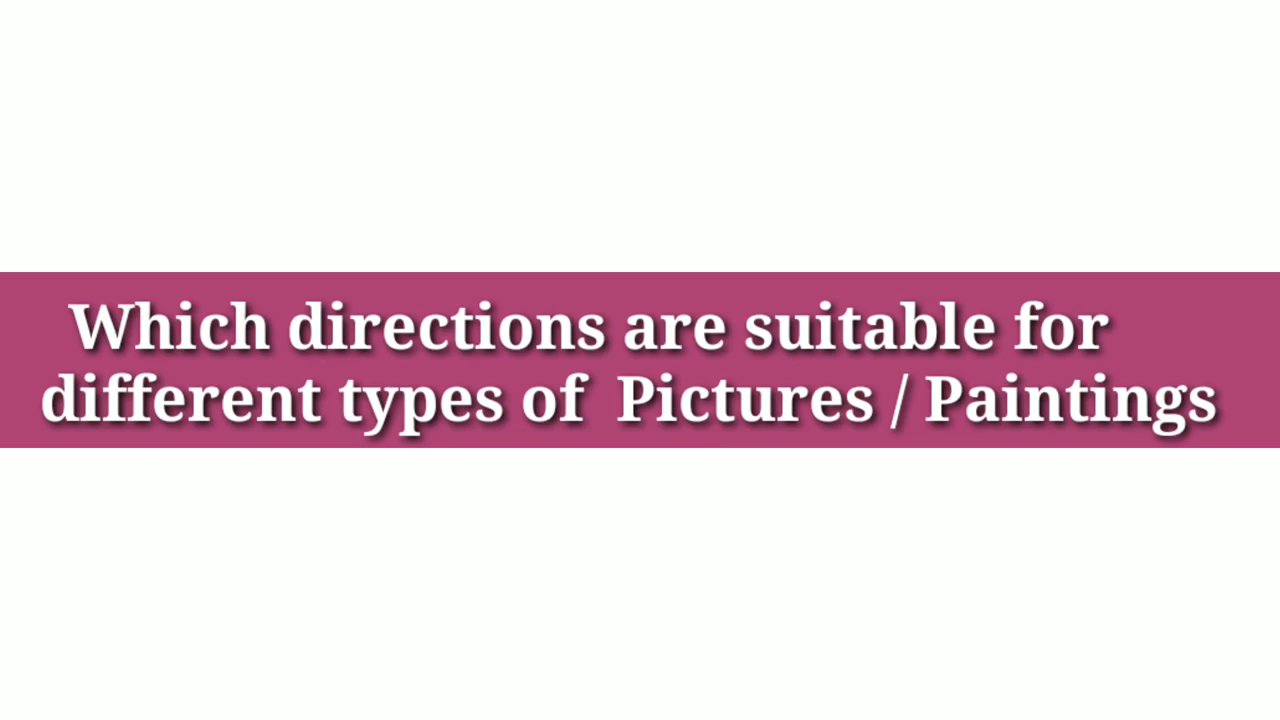 Which directions are suitable for
different types of Pictures / Paintings